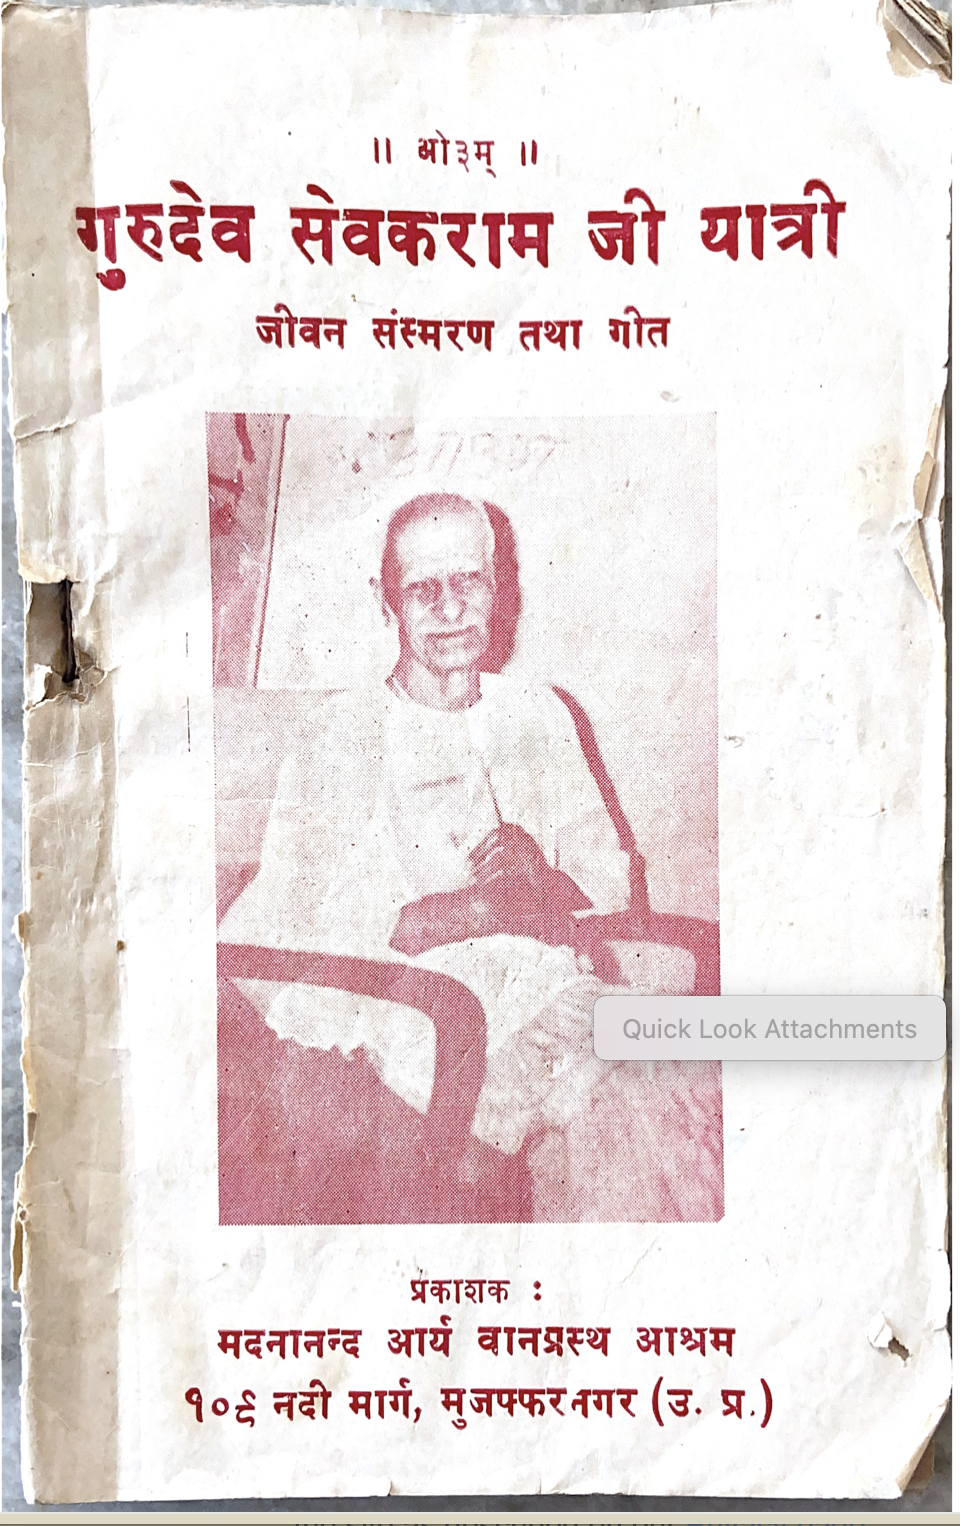 ॥ ओ३म् ॥
गुरुदेव सेवकराम जी यात्री
जीवन संस्मरण तथा गीत
Quick Look Attachments
प्रकाशक :
मदनानन्द आर्य वानप्रस्थ आश्रम
१०९ नदी मार्ग, मुजफ्फरनगर (उ. प्र.)